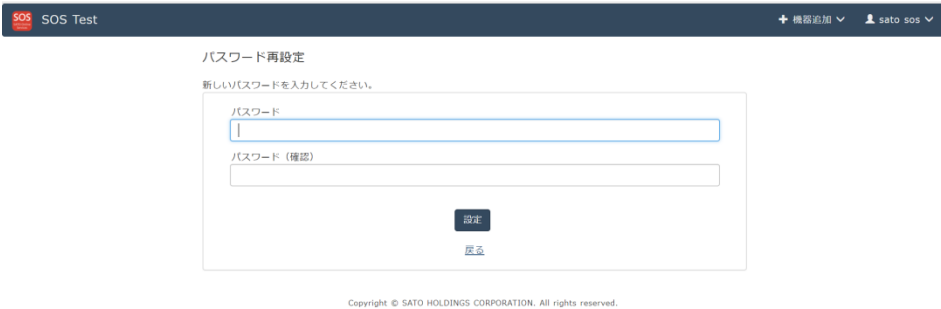 SOS
SOS Test
機器追加
sato sos
パスワード再設定
新しいパスワードを入力してください。
パスワード
パスワード（確認）
設定
戻る
Copyright © SATO HOLDINGS CORPORATION. All rights reserved.